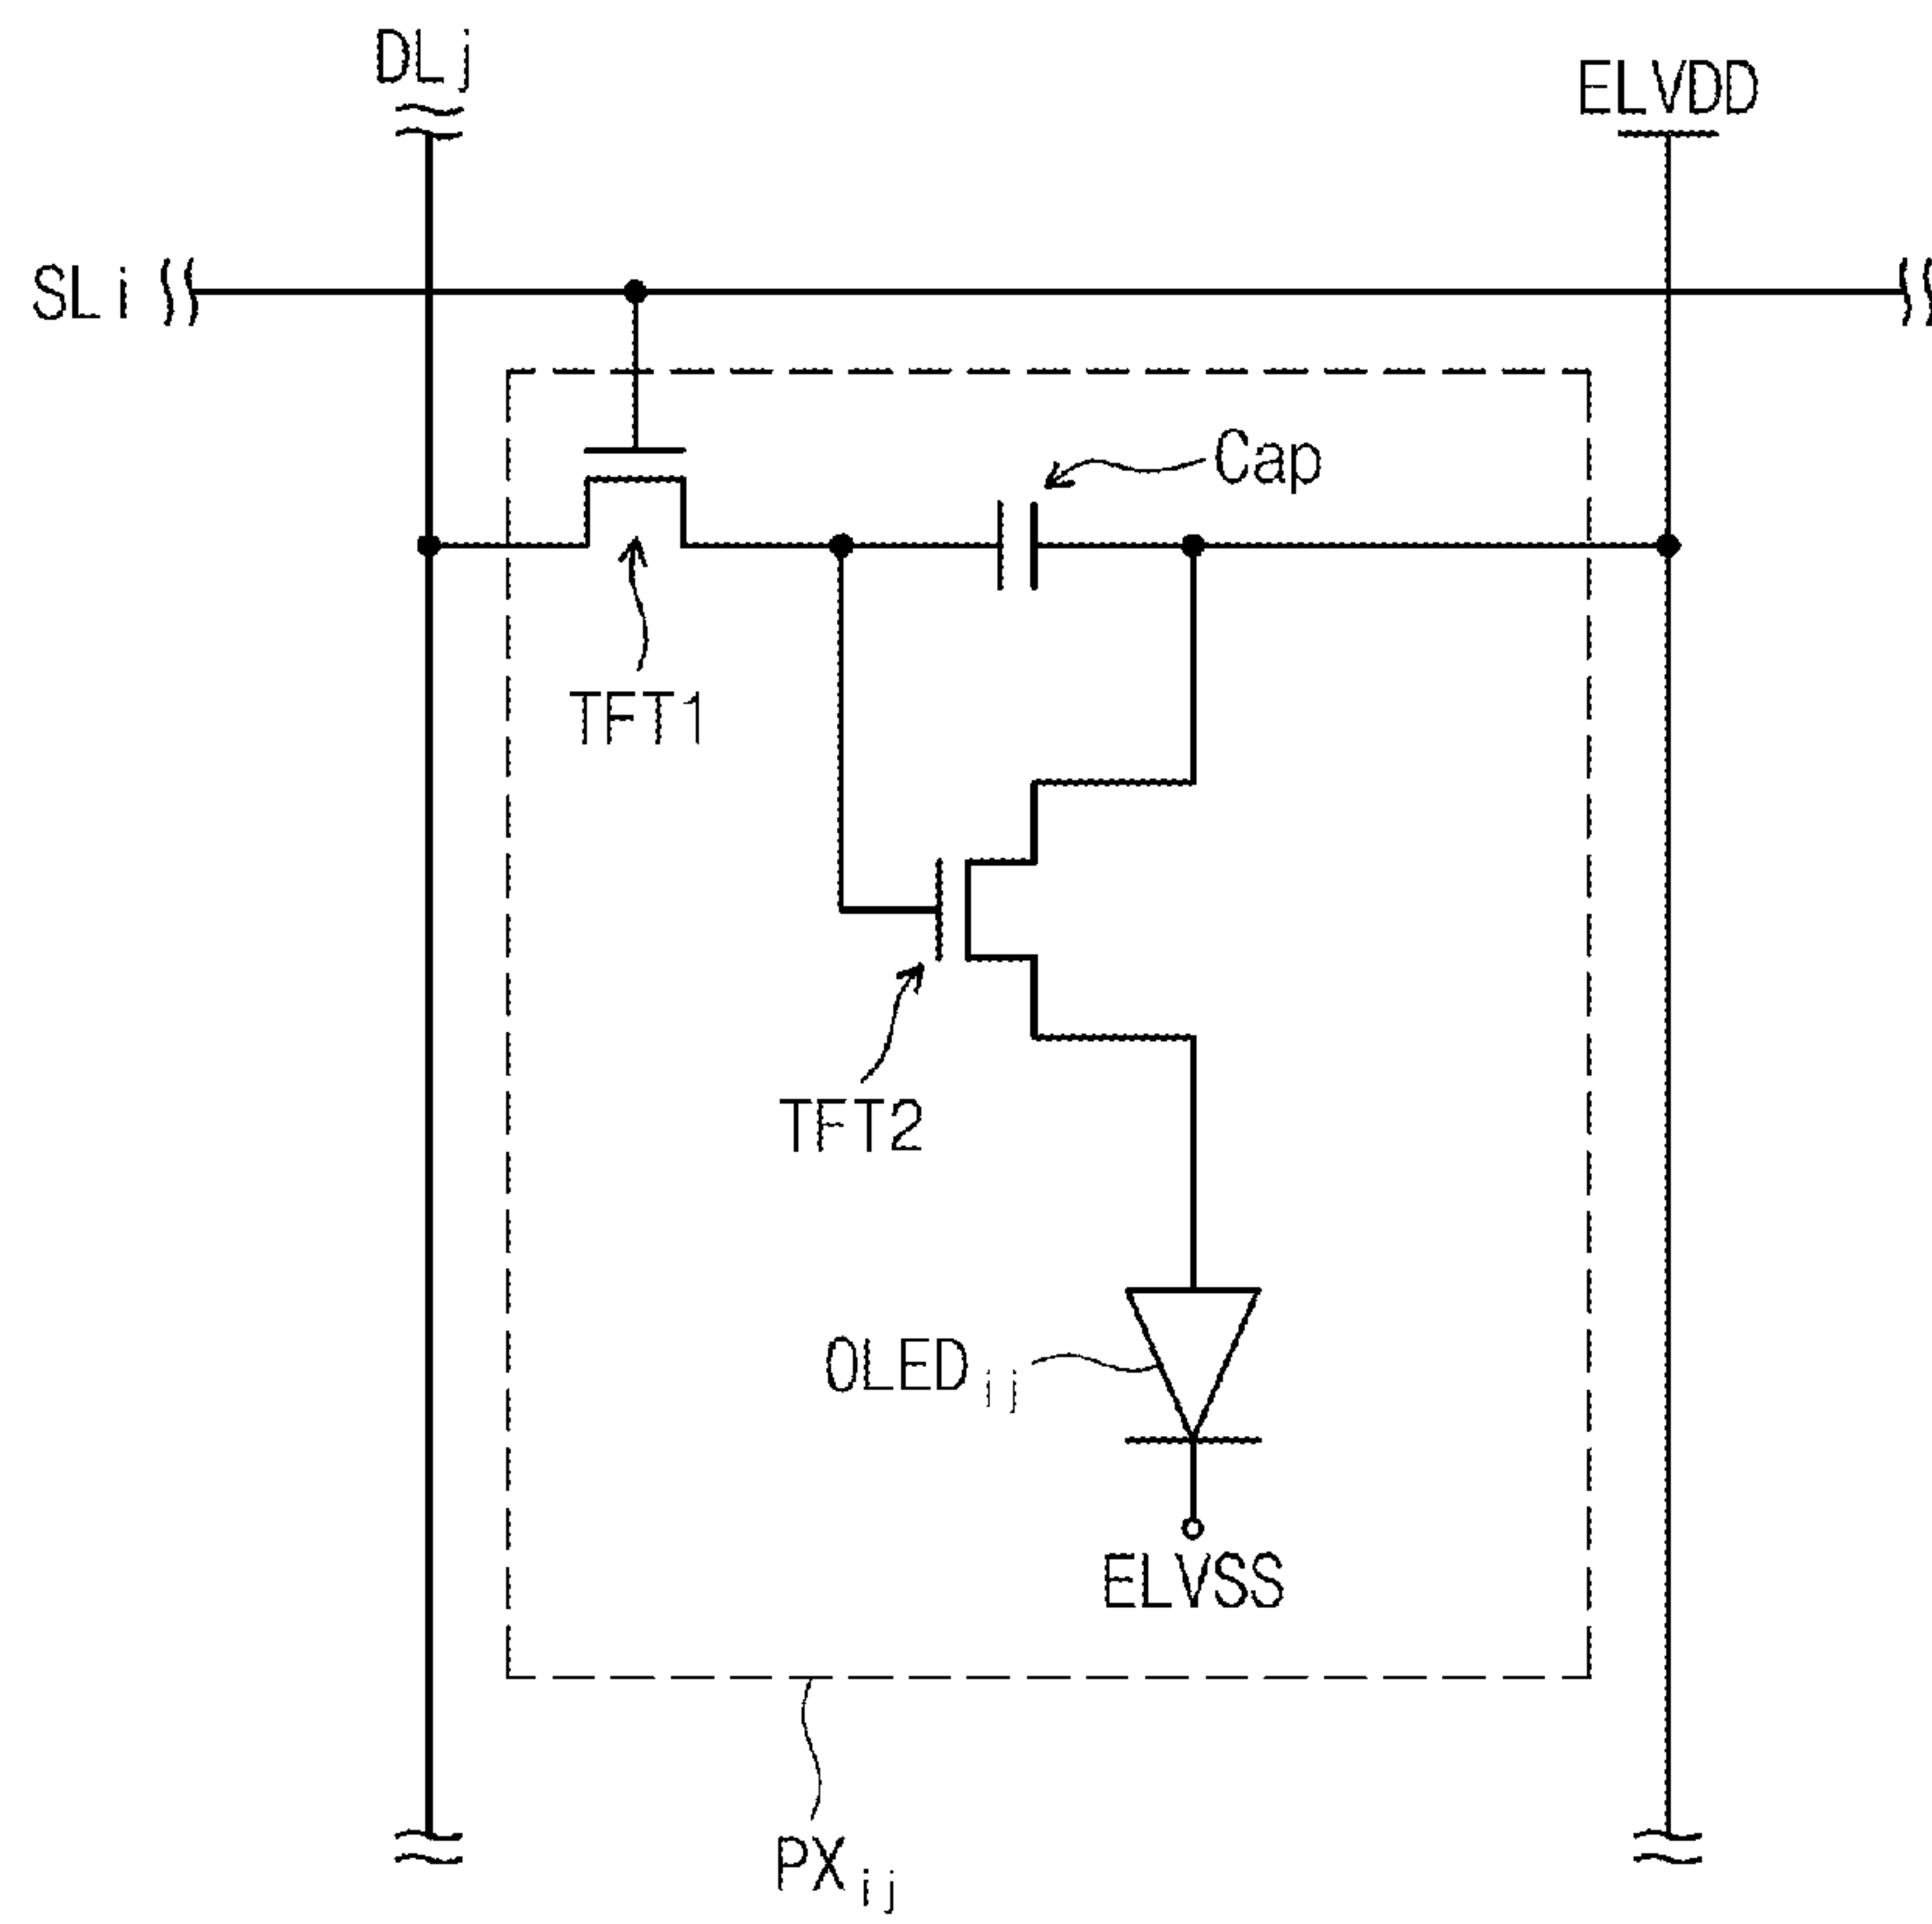 DLj
ELVDD
SLi
Cap
TFT1
TFT2
OLEDij
ELVSS
PXij